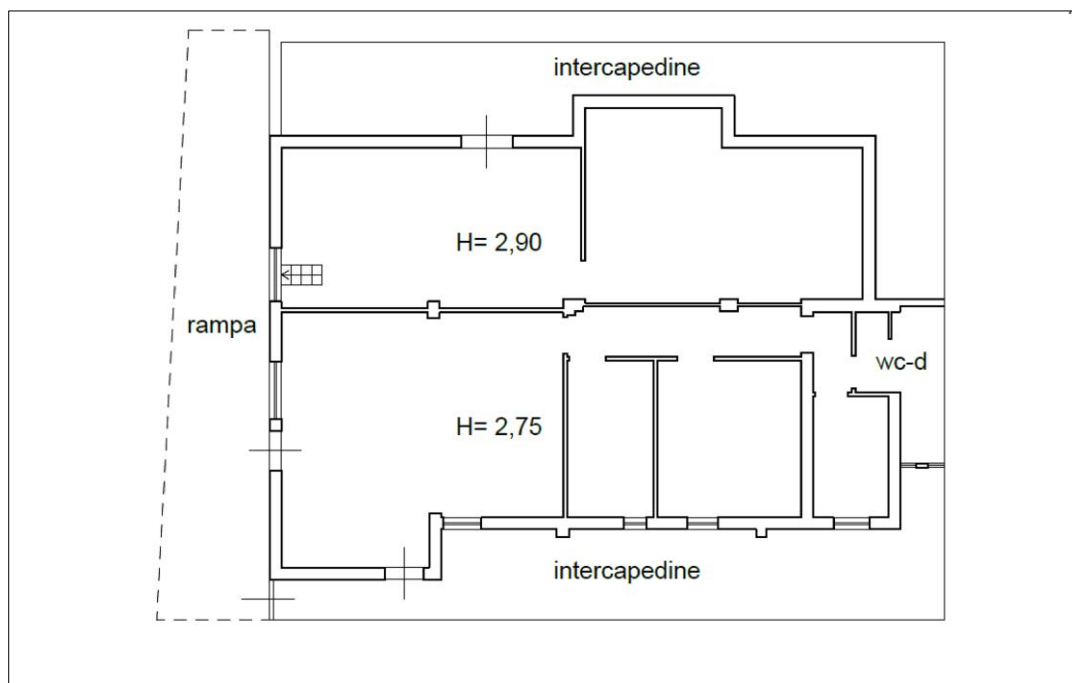 intercapedine
H= 2,90
rampa
wc-d
H= 2,75
intercapedine